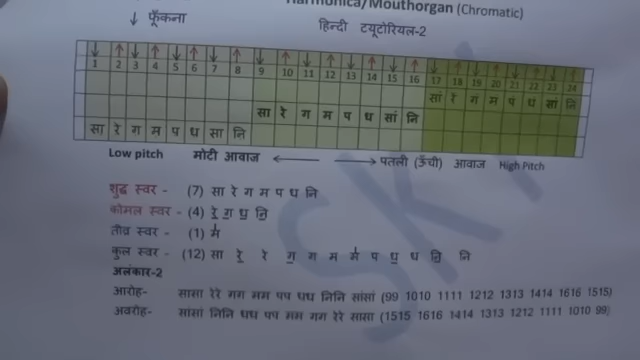 Harmonica/Mouthorgan (Chromatic)
फूँकना
हिन्दी ट्यूटोरियल-2
1 2 3 4 5 6 7 8 9 10 11 12 13 14 15 16 17 18 19 20 21 22 23 24
सा रे ग म प ध सां नि
सा रे ग म प ध सां नि
सा रे ग म प ध सा नि
Low pitch मोटी आवाज पतली (ऊँची) आवाज High Pitch
शुद्ध स्वर - (7) सा रे ग म प ध नि
कोमल स्वर - (4) रे॒ ग॒ ध॒ नि॒
तीव्र स्वर - (1) म॑
कुल स्वर - (12) सा रे॒ रे ग॒ ग म म॑ प ध॒ ध नि॒ नि
अलंकार-2
आरोह- सासा रेरे गग मम पप धध निनि सांसां (99 1010 1111 1212 1313 1414 1616 1515)
अवरोह- सांसां निनि धध पप मम गग रेरे सासा (1515 1616 1414 1313 1212 1111 1010 99)